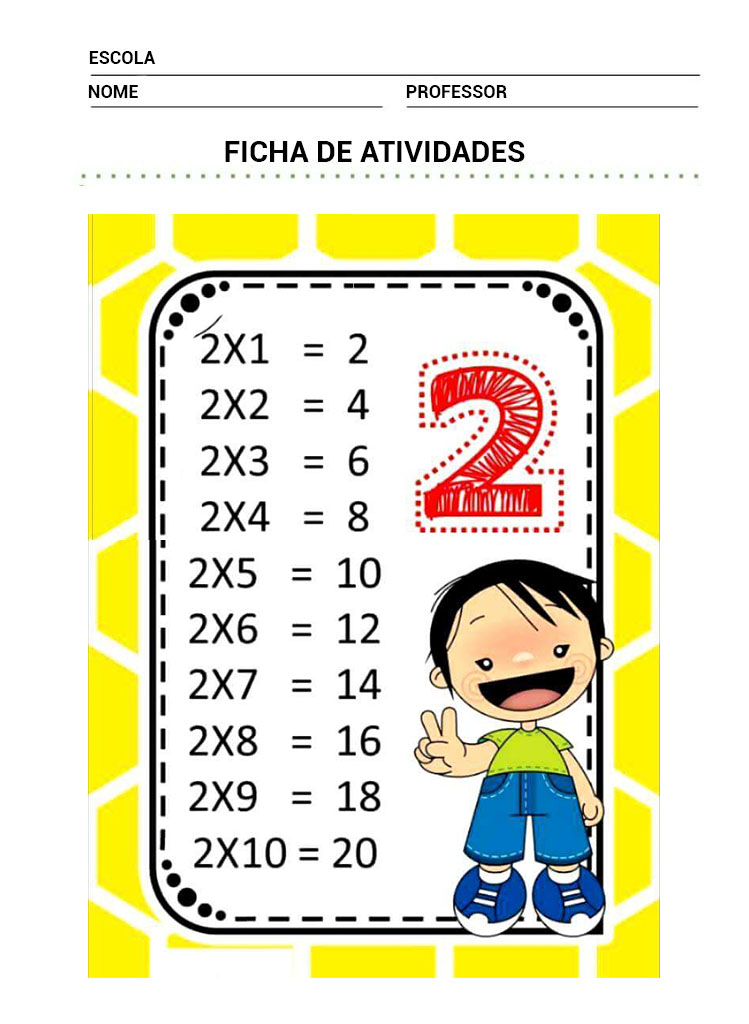 ESCOLA
NOME PROFESSOR
FICHA DE ATIVIDADES
2X1 = 2
2X2 = 4
2X3 = 6
2X4 = 8
2X5 = 10
2X6 = 12
2X7 = 14
2X8 = 16
2X9 = 18
2X10 = 20
2